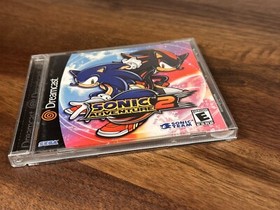 Dreamcast
SONIC
ADVENTURE 2
SEGA
SONIC TEAM
E